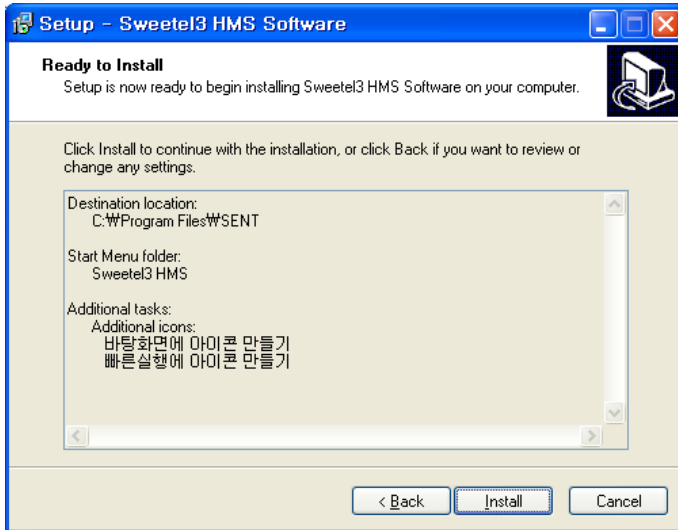 Setup - Sweetel3 HMS Software
Ready to Install
Setup is now ready to begin installing Sweetel3 HMS Software on your computer.
Click Install to continue with the installation, or click Back if you want to review or
change any settings.
Destination location:
C:₩Program Files₩SENT
Start Menu folder:
Sweetel3 HMS
Additional tasks:
Additional icons:
바탕화면에 아이콘 만들기
빠른실행에 아이콘 만들기
< Back Install Cancel